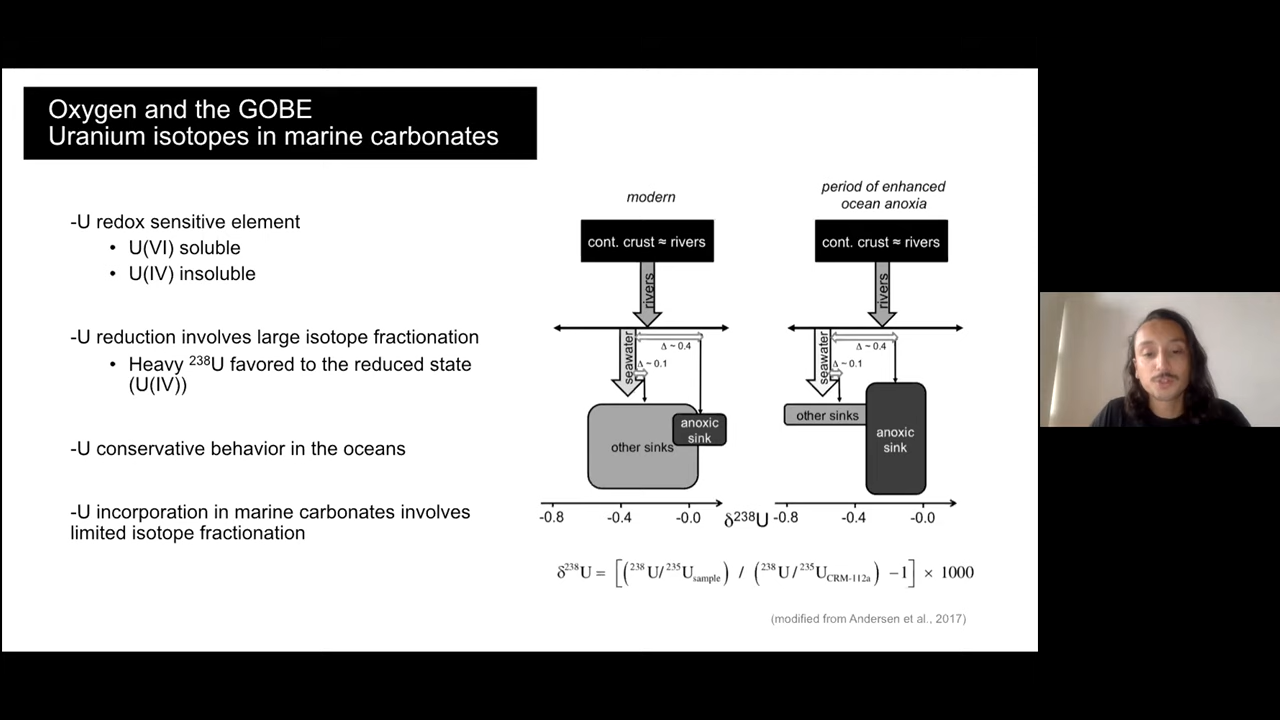 Oxygen and the GOBE
Uranium isotopes in marine carbonates
-U redox sensitive element
• U(VI) soluble
• U(IV) insoluble
-U reduction involves large isotope fractionation
• Heavy ²³⁸U favored to the reduced state
(U(IV))
-U conservative behavior in the oceans
-U incorporation in marine carbonates involves
limited isotope fractionation
modern
cont. crust ≈ rivers
rivers
seawater
Δ ~ 0.4
Δ ~ 0.1
other sinks
anoxic
sink
-0.8 -0.4 -0.0
δ²³⁸U
period of enhanced
ocean anoxia
cont. crust ≈ rivers
rivers
seawater
Δ ~ 0.4
Δ ~ 0.1
other sinks
anoxic
sink
-0.8 -0.4 -0.0
δ²³⁸U = [(²³⁸U/²³⁵Usample) / (²³⁸U/²³⁵UCRM-112a) −1] × 1000
(modified from Andersen et al., 2017)